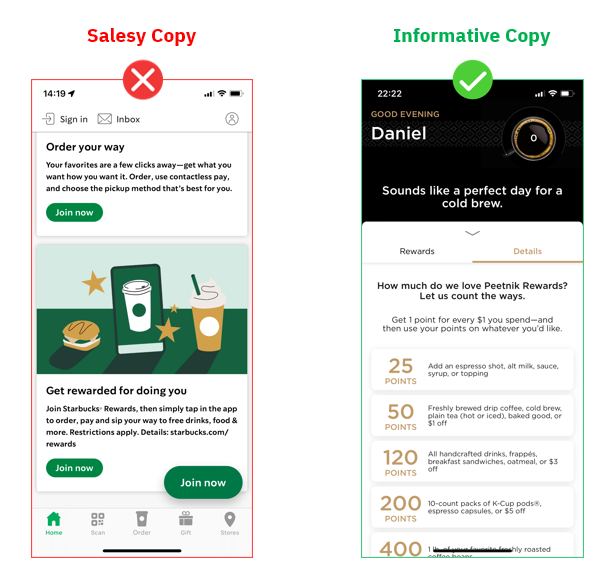 Salesy Copy
14:19
Sign in
Inbox
Order your way
Your favorites are a few clicks away—get what you
want how you want it. Order, use contactless pay,
and choose the pickup method that's best for you.
Join now
Get rewarded for doing you
Join Starbucks® Rewards, then simply tap in the app
to order, pay and sip your way to free drinks, food &
more. Restrictions apply. Details: starbucks.com/
rewards
Join now
Join now
Home
Scan
Order
Gift
Stores
Informative Copy
22:22
GOOD EVENING
Daniel
0
Sounds like a perfect day for a
cold brew.
Rewards
Details
How much do we love Peetnik Rewards?
Let us count the ways.
Get 1 point for every $1 you spend—and
then use your points on whatever you'd like.
25
POINTS
Add an espresso shot, alt milk, sauce,
syrup, or topping
50
POINTS
Freshly brewed drip coffee, cold brew,
plain tea (hot or iced), baked good, or
$1 off
120
POINTS
All handcrafted drinks, frappés,
breakfast sandwiches, oatmeal, or $3
off
200
POINTS
10-count packs of K-Cup pods®,
espresso capsules, or $5 off
400
1 lb. of your favorite freshly roasted
coffee beans